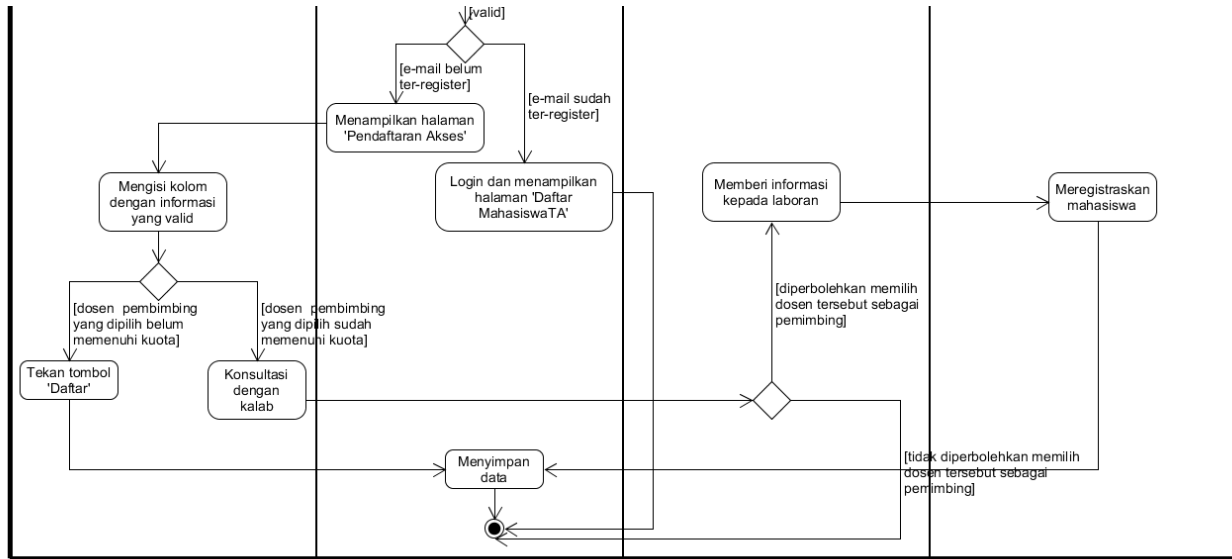 [valid]
[e-mail belum
ter-register]
[e-mail sudah
ter-register]
Menampilkan halaman
'Pendaftaran Akses'
Mengisi kolom
dengan informasi
yang valid
Login dan menampilkan
halaman 'Daftar
MahasiswaTA'
Memberi informasi
kepada laboran
Meregistraskan
mahasiswa
[dosen pembimbing
yang dipilih belum
memenuhi kuota]
[dosen pembimbing
yang dipilih sudah
memenuhi kuota]
[diperbolehkan memilih
dosen tersebut sebagai
pemimbing]
Tekan tombol
'Daftar'
Konsultasi
dengan
kalab
Menyimpan
data
[tidak diperbolehkan memilih
dosen tersebut sebagai
pemimbing]